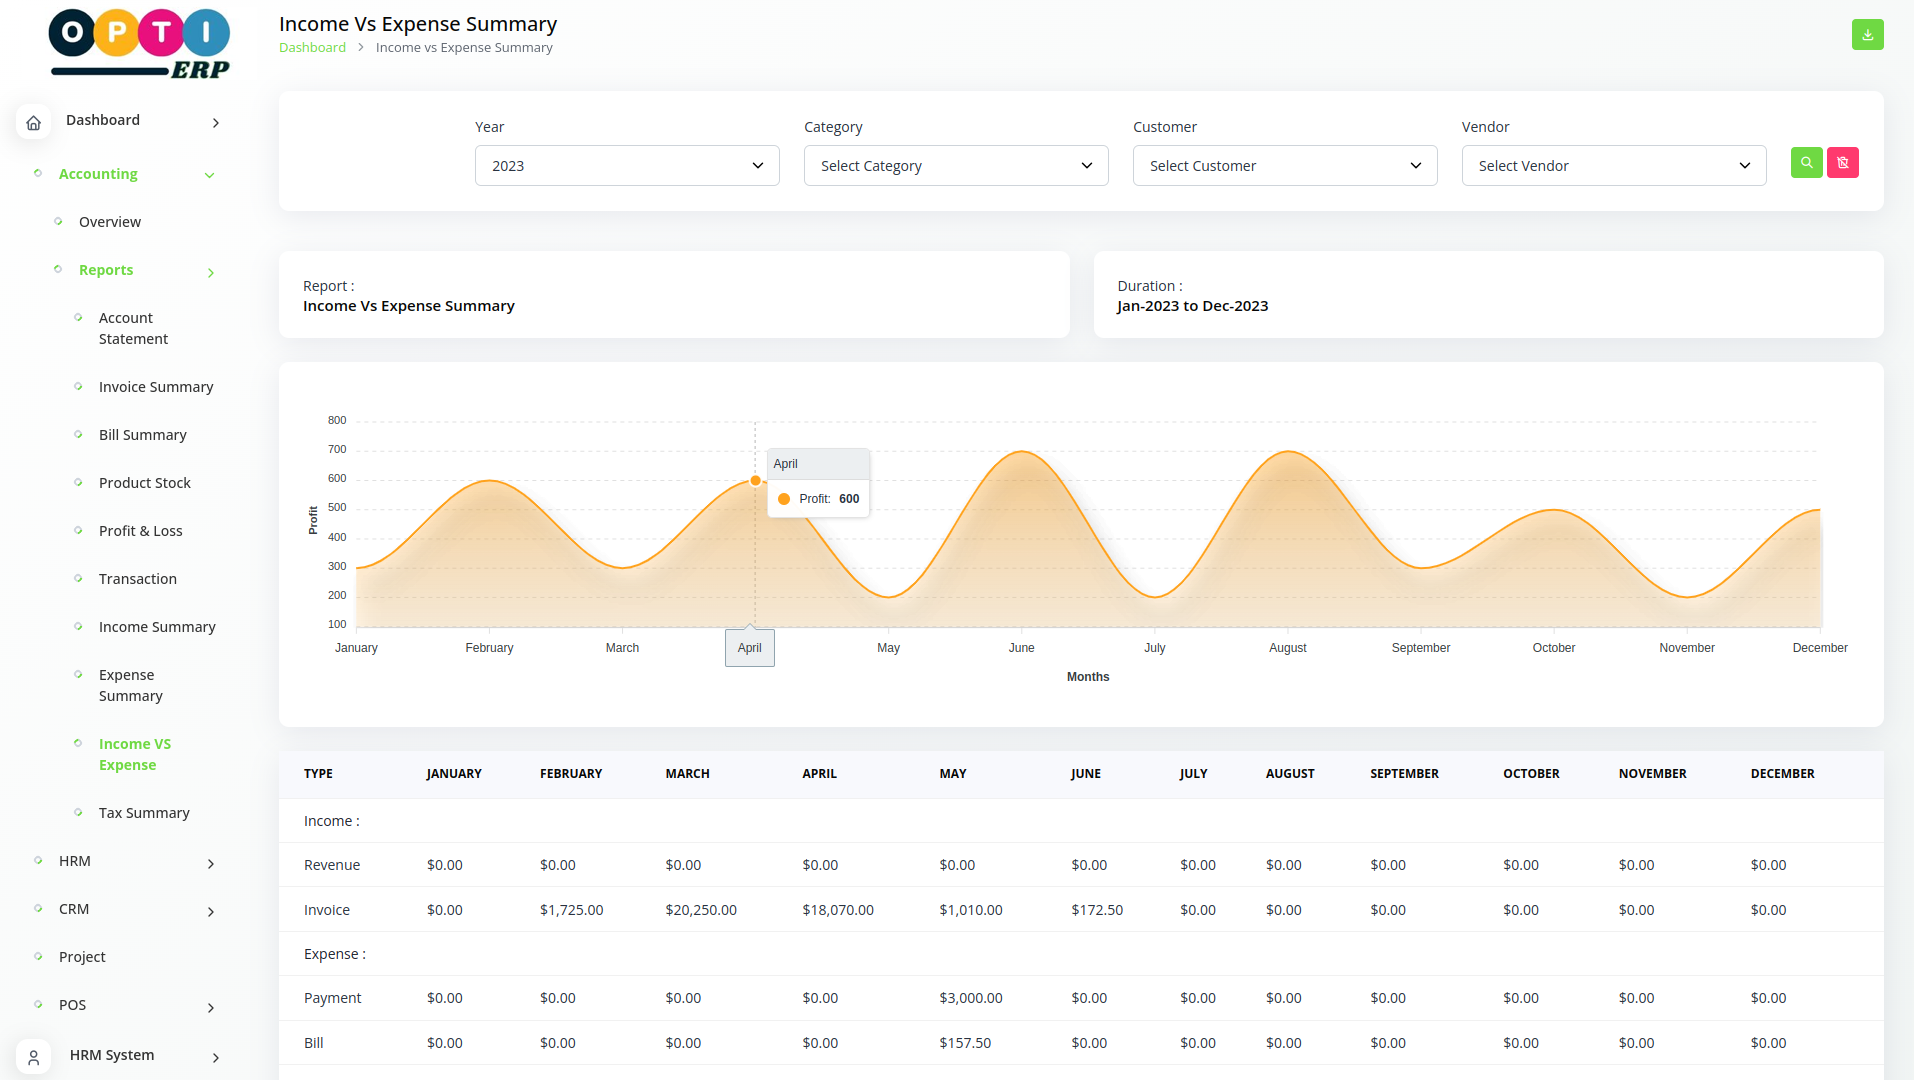 OPTI
ERP
Dashboard
Accounting
Overview
Reports
Account
Statement
Invoice Summary
Bill Summary
Product Stock
Profit & Loss
Transaction
Income Summary
Expense
Summary
Income VS
Expense
Tax Summary
HRM
CRM
Project
POS
HRM System
Income Vs Expense Summary
Dashboard > Income vs Expense Summary
Year Category Customer Vendor
2023 Select Category Select Customer Select Vendor
Report :
Income Vs Expense Summary
Duration :
Jan-2023 to Dec-2023
800
700
600
500
400
300
200
100
Profit
April
Profit: 600
January February March April May June July August September October November December
Months
TYPE JANUARY FEBRUARY MARCH APRIL MAY JUNE JULY AUGUST SEPTEMBER OCTOBER NOVEMBER DECEMBER
Income :
Revenue $0.00 $0.00 $0.00 $0.00 $0.00 $0.00 $0.00 $0.00 $0.00 $0.00 $0.00 $0.00
Invoice $0.00 $1,725.00 $20,250.00 $18,070.00 $1,010.00 $172.50 $0.00 $0.00 $0.00 $0.00 $0.00 $0.00
Expense :
Payment $0.00 $0.00 $0.00 $0.00 $3,000.00 $0.00 $0.00 $0.00 $0.00 $0.00 $0.00 $0.00
Bill $0.00 $0.00 $0.00 $0.00 $157.50 $0.00 $0.00 $0.00 $0.00 $0.00 $0.00 $0.00